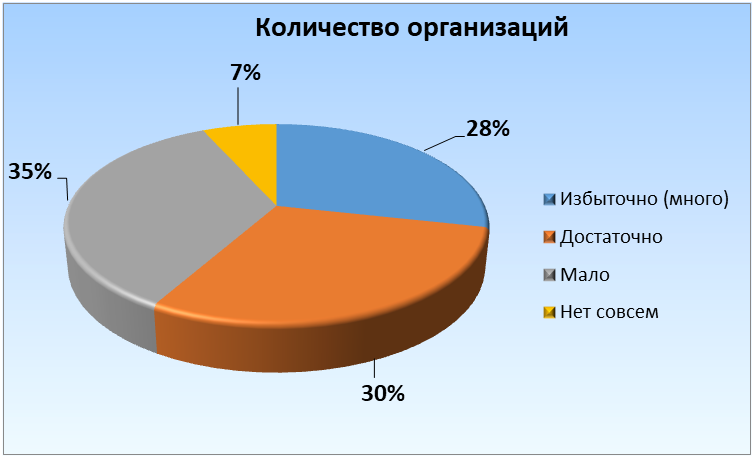 Количество организаций
7%
28%
35%
30%
Избыточно (много)
Достаточно
Мало
Нет совсем